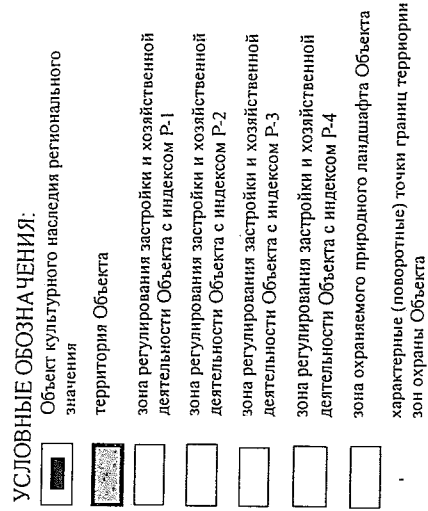 УСЛОВНЫЕ ОБОЗНАЧЕНИЯ:
Объект культурного наследия регионального
значения
территория Объекта
зона регулирования застройки и хозяйственной
деятельности Объекта с индексом Р-1
зона регулирования застройки и хозяйственной
деятельности Объекта с индексом Р-2
зона регулирования застройки и хозяйственной
деятельности Объекта с индексом Р-3
зона регулирования застройки и хозяйственной
деятельности Объекта с индексом Р-4
зона охраняемого природного ландшафта Объекта
- характерные (поворотные) точки границ терриории
зон охраны Объекта